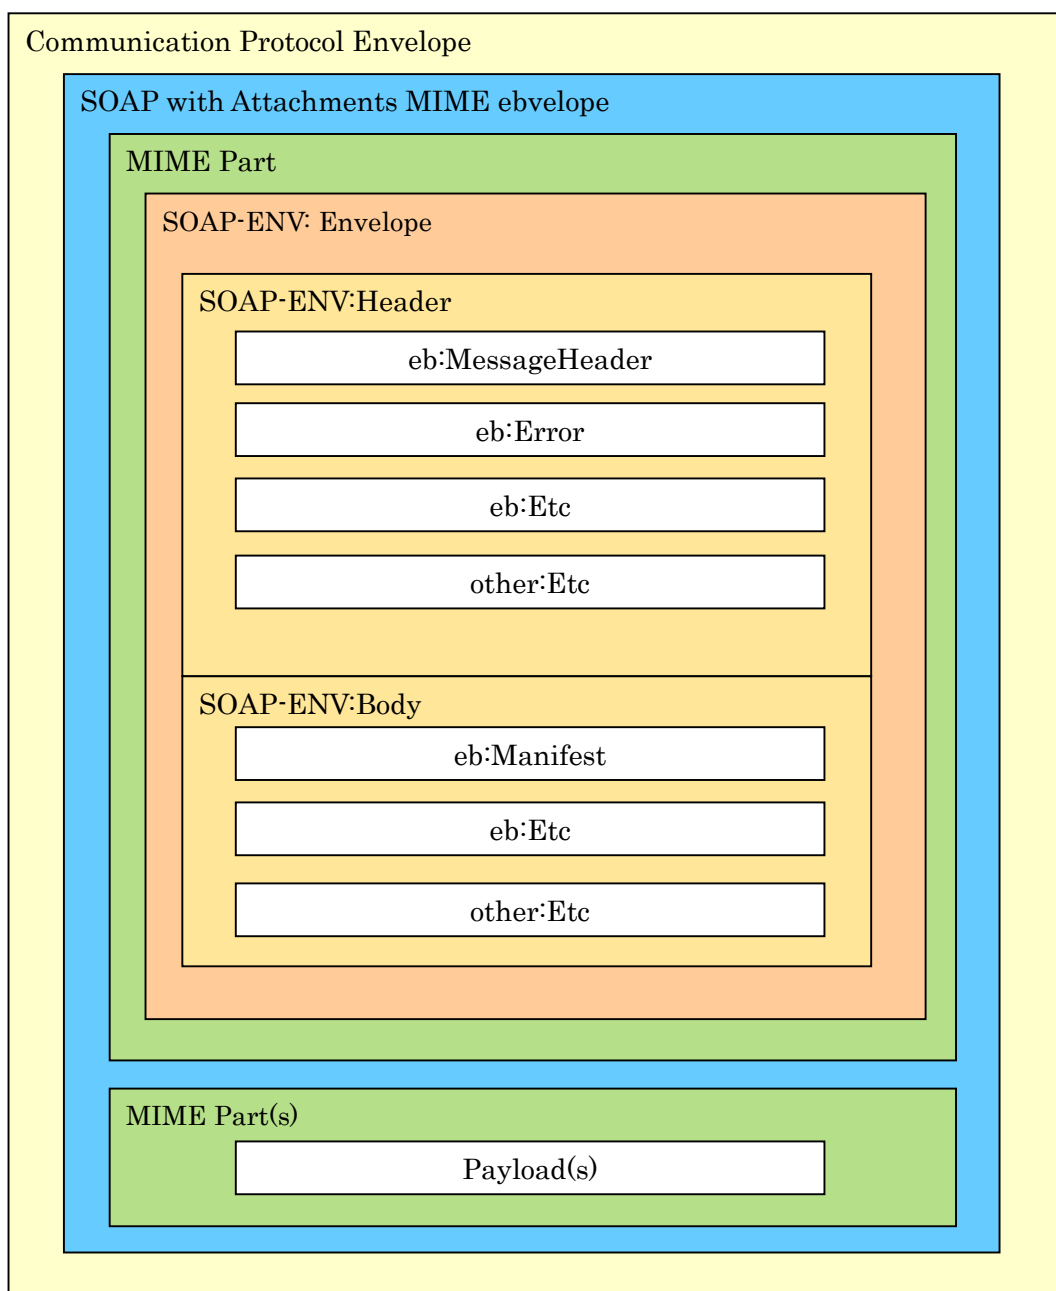 Communication Protocol Envelope
SOAP with Attachments MIME ebvelope
MIME Part
SOAP-ENV: Envelope
SOAP-ENV:Header
eb:MessageHeader
eb:Error
eb:Etc
other:Etc
SOAP-ENV:Body
eb:Manifest
eb:Etc
other:Etc
MIME Part(s)
Payload(s)